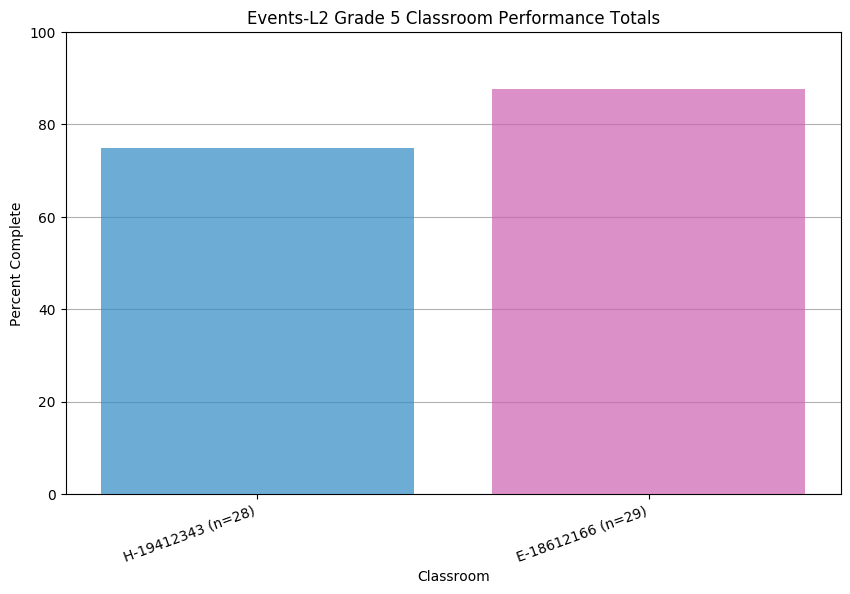 Events-L2 Grade 5 Classroom Performance Totals
100
80
60
40
20
0
Percent Complete
H-19412343 (n=28)
E-18612166 (n=29)
Classroom